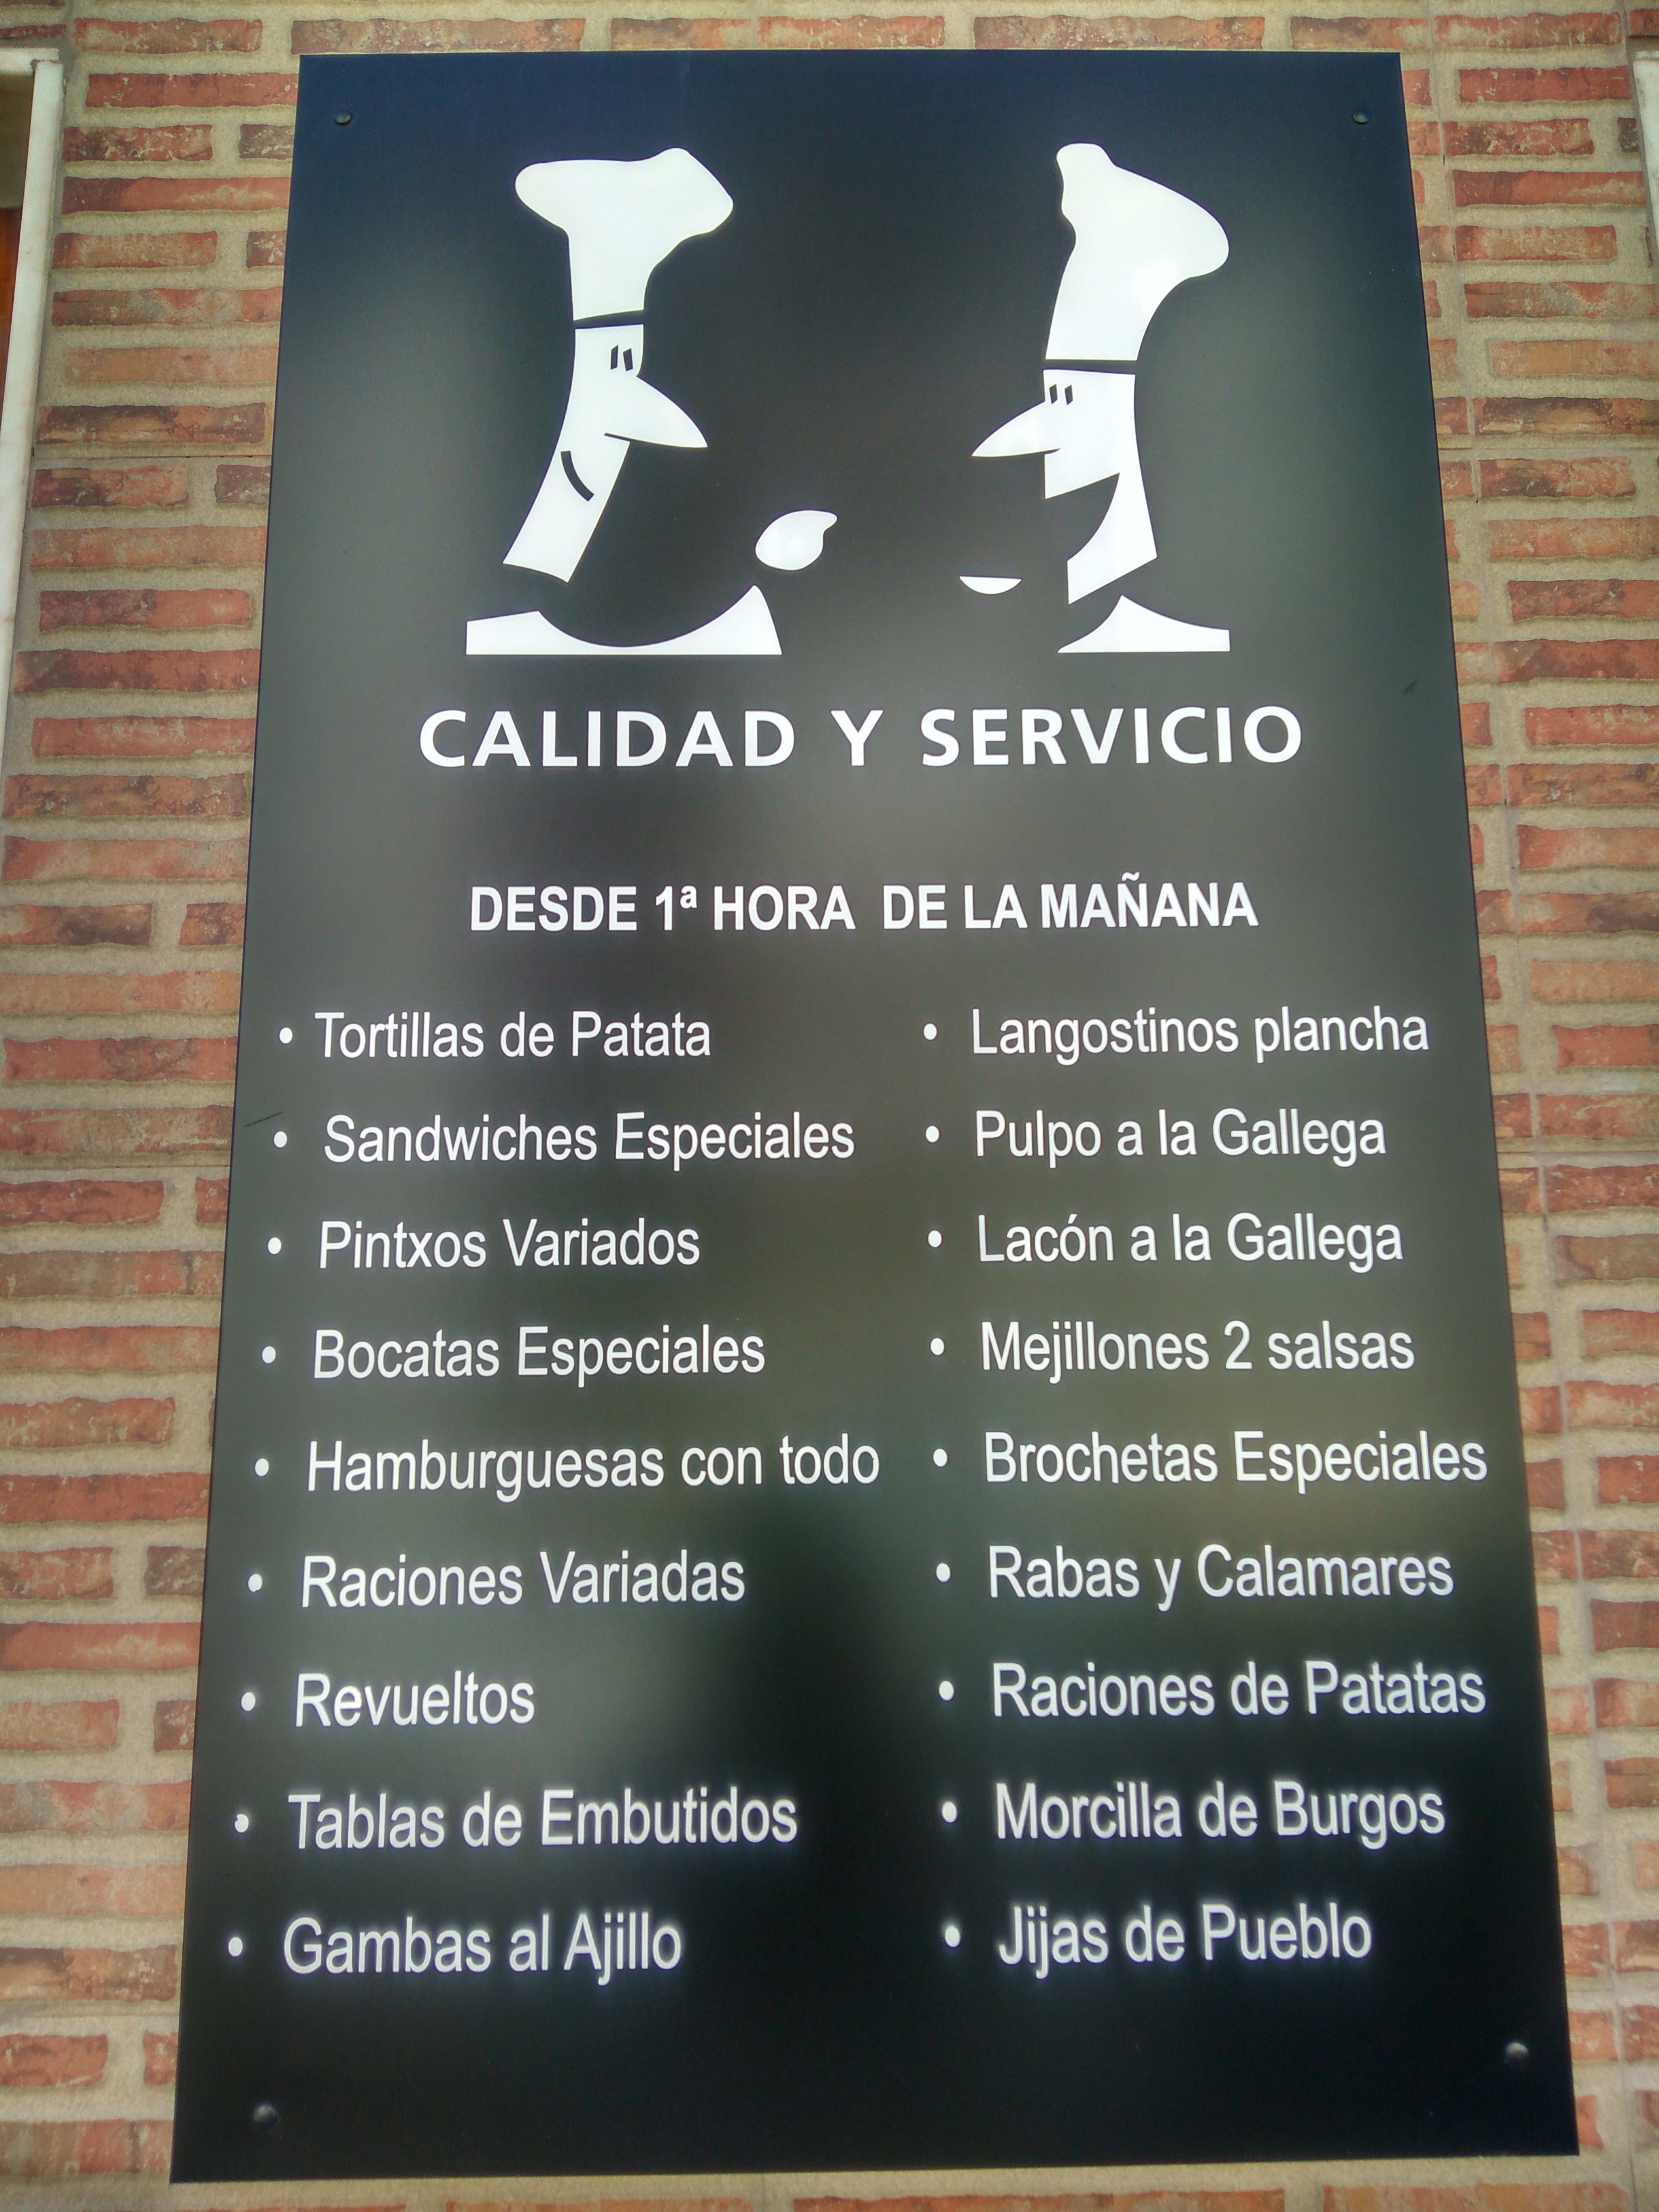 CALIDAD Y SERVICIO
DESDE 1ª HORA DE LA MAÑANA
• Tortillas de Patata
• Sandwiches Especiales
• Pintxos Variados
• Bocatas Especiales
• Hamburguesas con todo
• Raciones Variadas
• Revueltos
• Tablas de Embutidos
• Gambas al Ajillo
• Langostinos plancha
• Pulpo a la Gallega
• Lacón a la Gallega
• Mejillones 2 salsas
• Brochetas Especiales
• Rabas y Calamares
• Raciones de Patatas
• Morcilla de Burgos
• Jijas de Pueblo